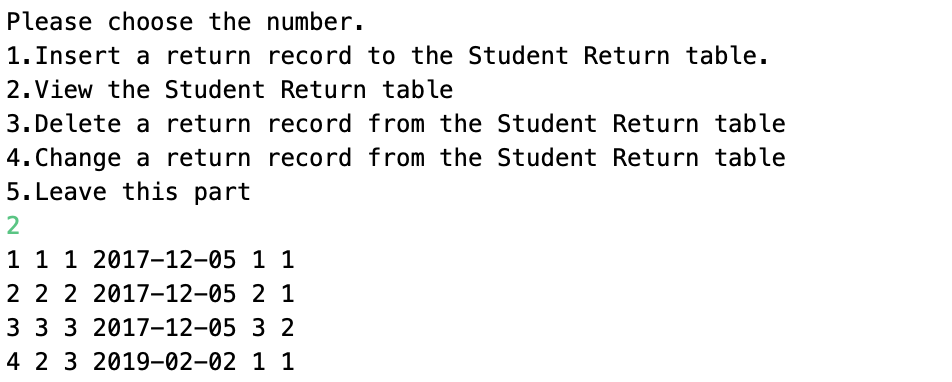 Please choose the number.
1.Insert a return record to the Student Return table.
2.View the Student Return table
3.Delete a return record from the Student Return table
4.Change a return record from the Student Return table
5.Leave this part
2
1 1 1 2017-12-05 1 1
2 2 2 2017-12-05 2 1
3 3 3 2017-12-05 3 2
4 2 3 2019-02-02 1 1